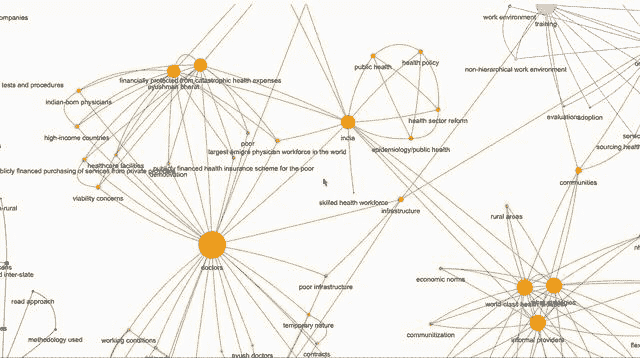 ompanies
work environment
training
financially protected from catastrophic health expenses
ayushman bharat
public health
health policy
non-hierarchical work environment
tests and procedures
indian-born physicians
health sector reform
evaluation
adoption
high-income countries
india
poor
largest émigré physician workforce in the world
epidemiology/public health
sourcing health
healthcare facilities
blicly financed purchasing of services from private
publicly financed health insurance scheme for the poor
demotivation
communities
viability concerns
skilled health workforce
infrastructure
-rural
rural areas
doctors
d inter-state
poor infrastructure
economic norms
read approach
world-class health
informal providers
temporary nature
communitization
methodology used
working conditions
ayush doctors
contracts